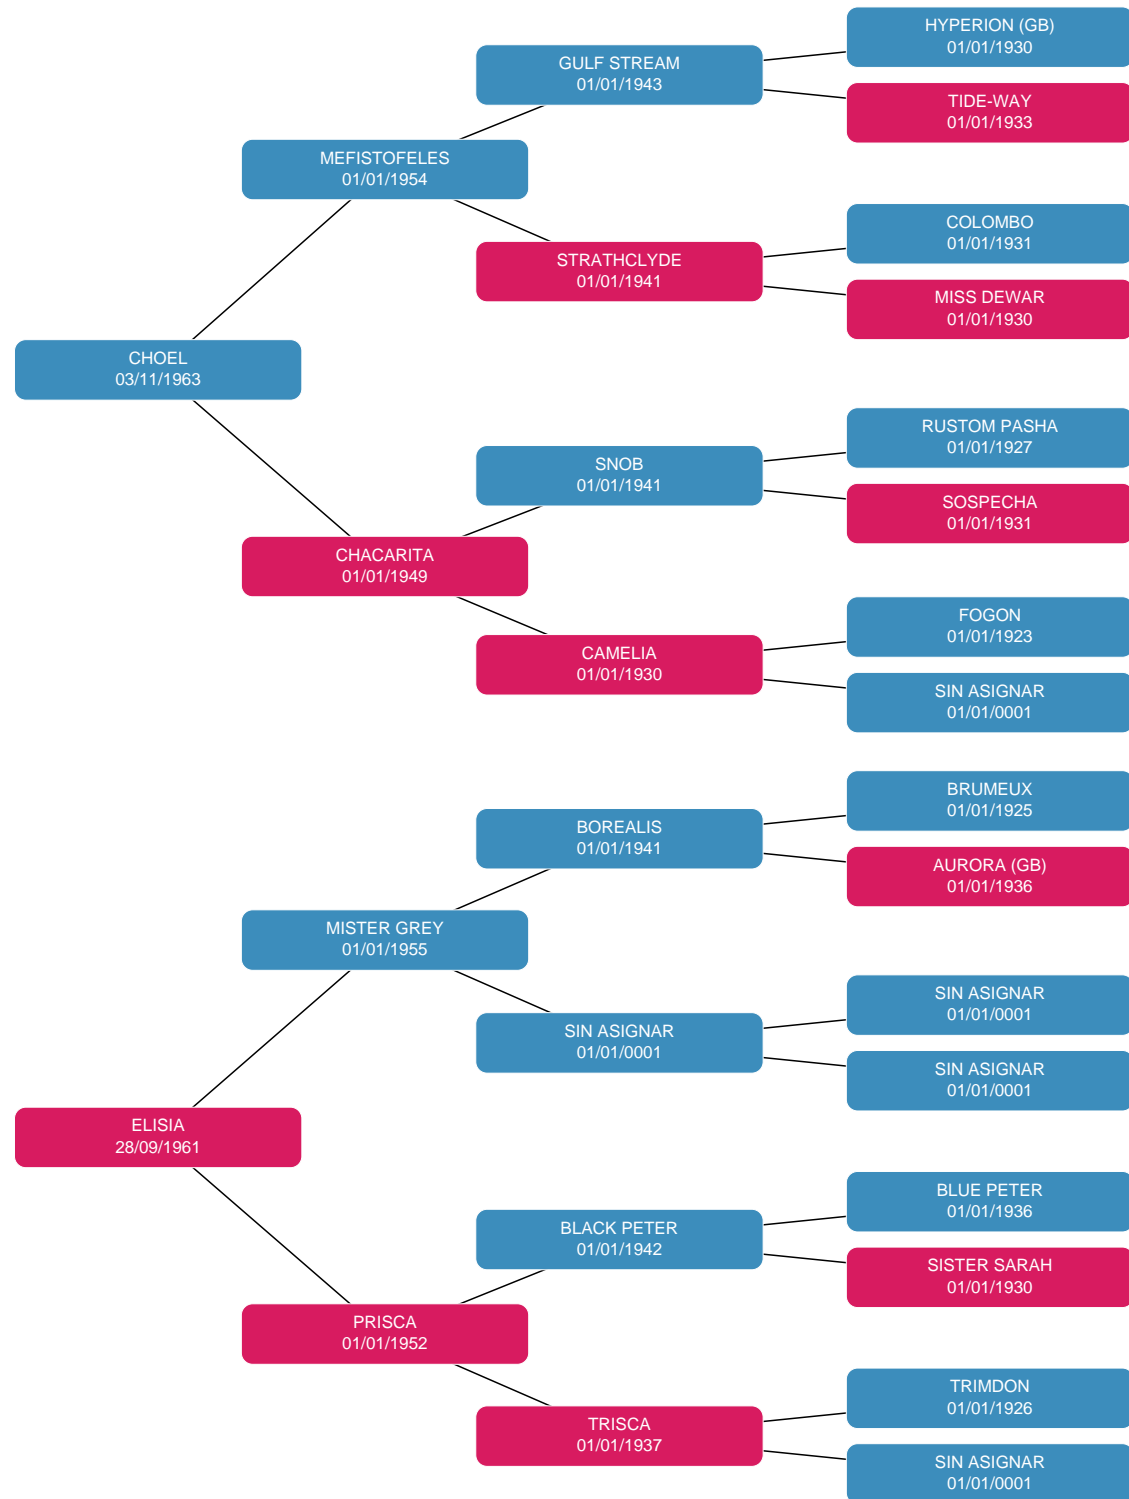 HYPERION (GB)
01/01/1930
GULF STREAM
01/01/1943
TIDE-WAY
01/01/1933
MEFISTOFELES
01/01/1954
COLOMBO
01/01/1931
STRATHCLYDE
01/01/1941
MISS DEWAR
01/01/1930
CHOEL
03/11/1963
RUSTOM PASHA
01/01/1927
SNOB
01/01/1941
SOSPECHA
01/01/1931
CHACARITA
01/01/1949
FOGON
01/01/1923
CAMELIA
01/01/1930
SIN ASIGNAR
01/01/0001
BRUMEUX
01/01/1925
BOREALIS
01/01/1941
AURORA (GB)
01/01/1936
MISTER GREY
01/01/1955
SIN ASIGNAR
01/01/0001
SIN ASIGNAR
01/01/0001
SIN ASIGNAR
01/01/0001
ELISIA
28/09/1961
BLUE PETER
01/01/1936
BLACK PETER
01/01/1942
SISTER SARAH
01/01/1930
PRISCA
01/01/1952
TRIMDON
01/01/1926
TRISCA
01/01/1937
SIN ASIGNAR
01/01/0001